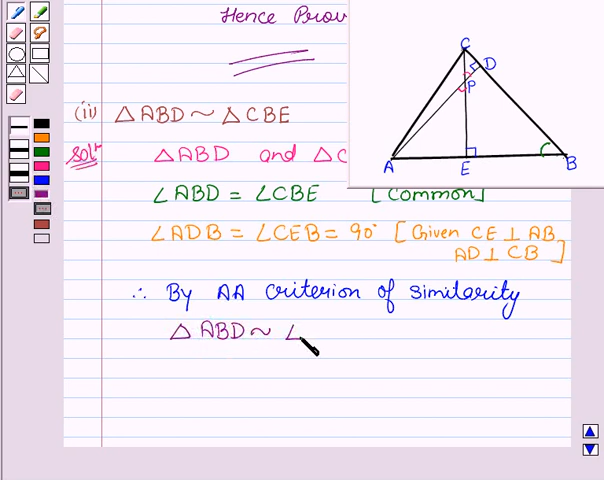 Hence Prov
(ii) △ABD ~ △CBE
Solⁿ △ABD and △C
∠ABD = ∠CBE [Common]
∠ADB = ∠CEB = 90° [Given CE ⊥ AB,
AD ⊥ CB]
∴ By AA criterion of similarity
△ABD ~ ∠
C
D
P
A
E
B